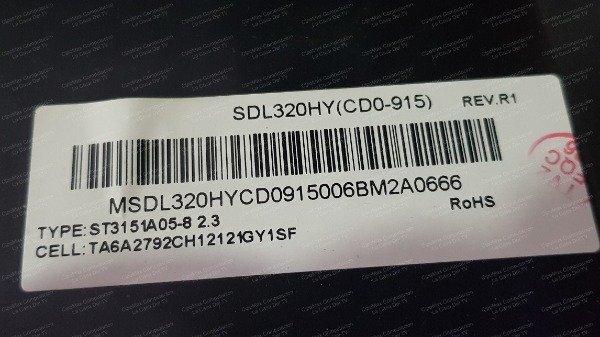 SDL320HY(CD0-915) REV.R1
MSDL320HYCD0915006BM2A0666
TYPE: ST3151A05-8 2.3 RoHS
CELL: TA6A2792CH12121GY1SF